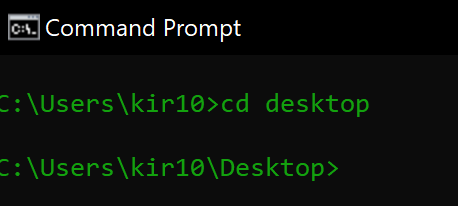 Command Prompt
C:\Users\kir10>cd desktop
C:\Users\kir10\Desktop>